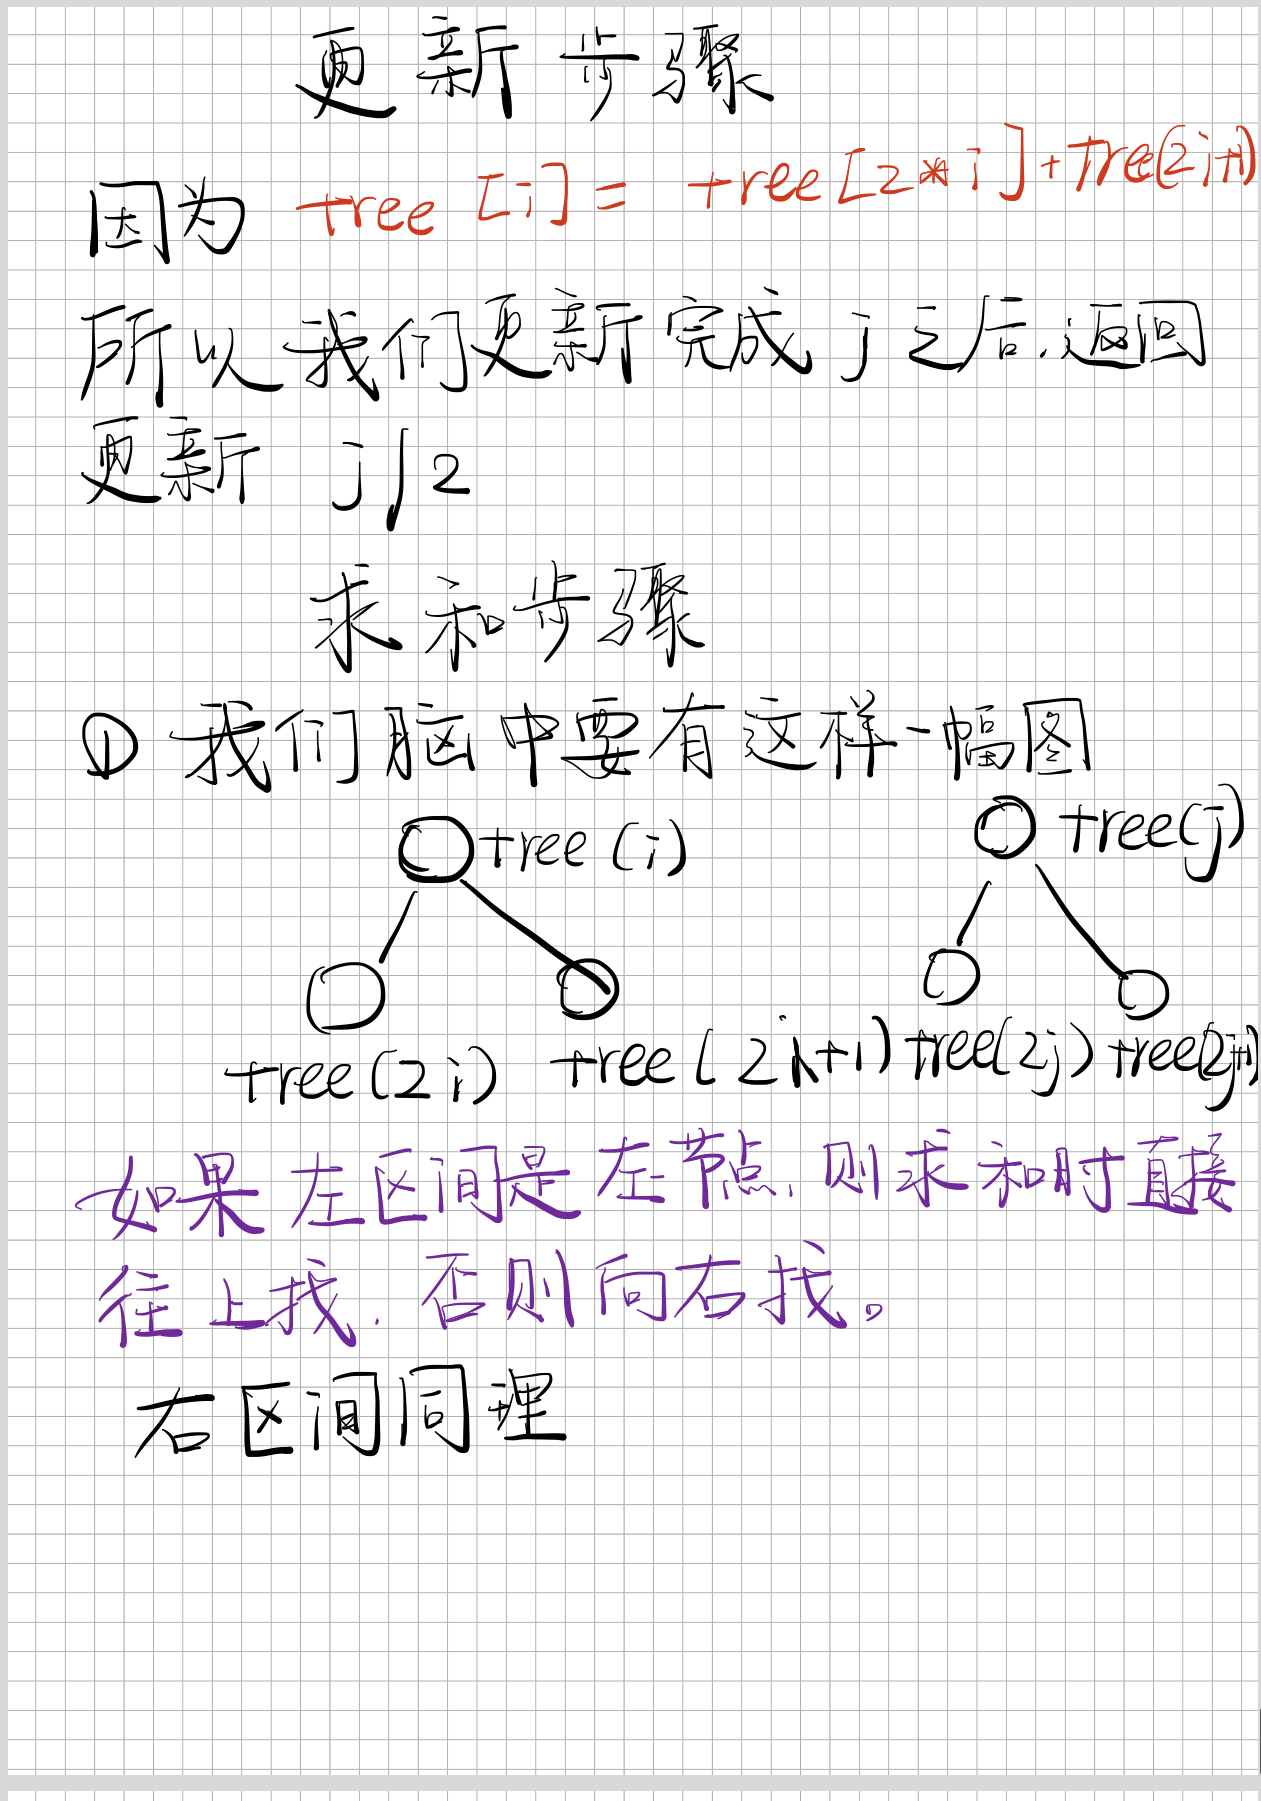 更新步骤
因为 tree[i] = tree[2*i]+tree(2i+1)
所以我们更新完成j之后,返回
更新 j/2
求和步骤
① 我们脑中要有这样一幅图
tree(i) tree(j)
tree(2i) tree(2i+1) tree(2j) tree(2j+1)
如果左区间是左节点,则求和时直接
往上找,否则向右找。
右区间同理